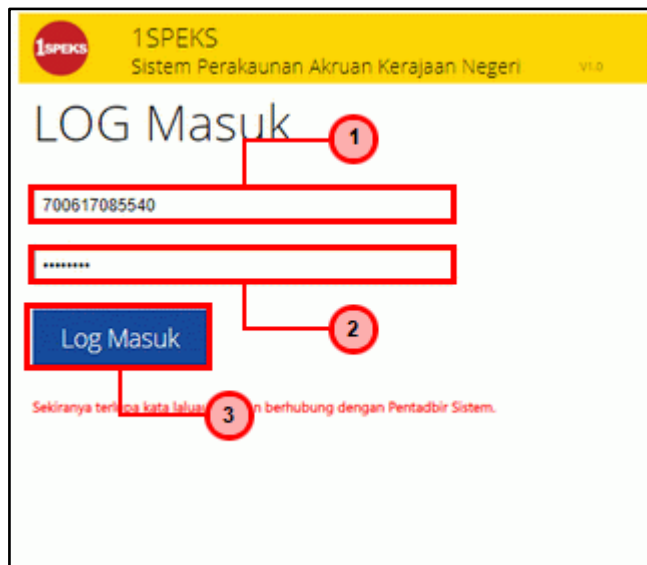 1SPEKS
1SPEKS
Sistem Perakaunan Akruan Kerajaan Negeri V1.0
LOG Masuk
1
700617085540
••••••••
2
Log Masuk
Sekiranya terlupa kata laluan berhubung dengan Pentadbir Sistem.
3